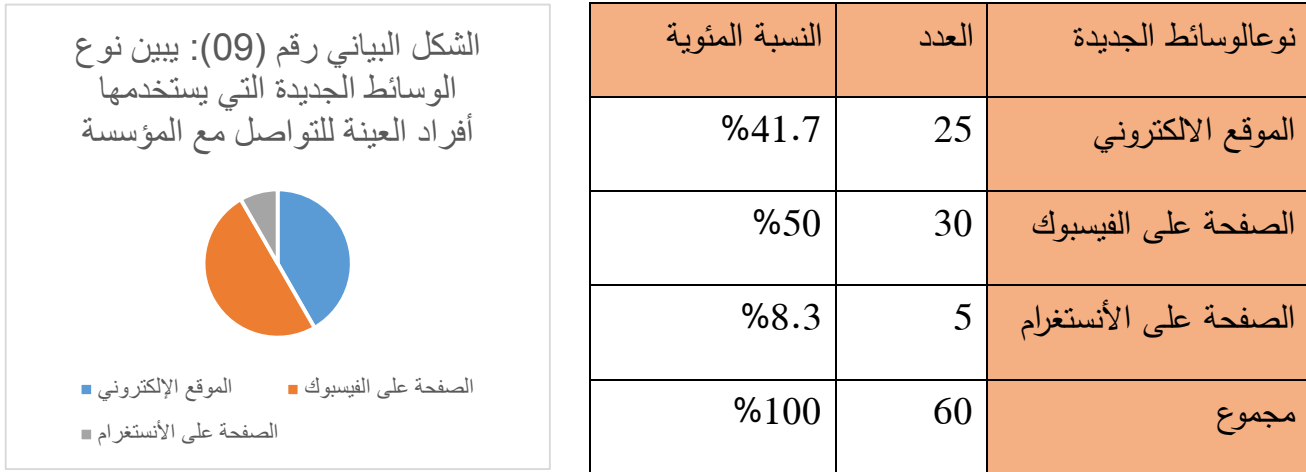 نوعالوسائط الجديدة	العدد	النسبة المئوية
الموقع الالكتروني	25	%41.7
الصفحة على الفيسبوك	30	%50
الصفحة على الأنستغرام	5	%8.3
مجموع	60	%100
الشكل البياني رقم (09): يبين نوع
الوسائط الجديدة التي يستخدمها
أفراد العينة للتواصل مع المؤسسة
الموقع الإلكتروني	الصفحة على الفيسبوك
الصفحة على الأنستغرام